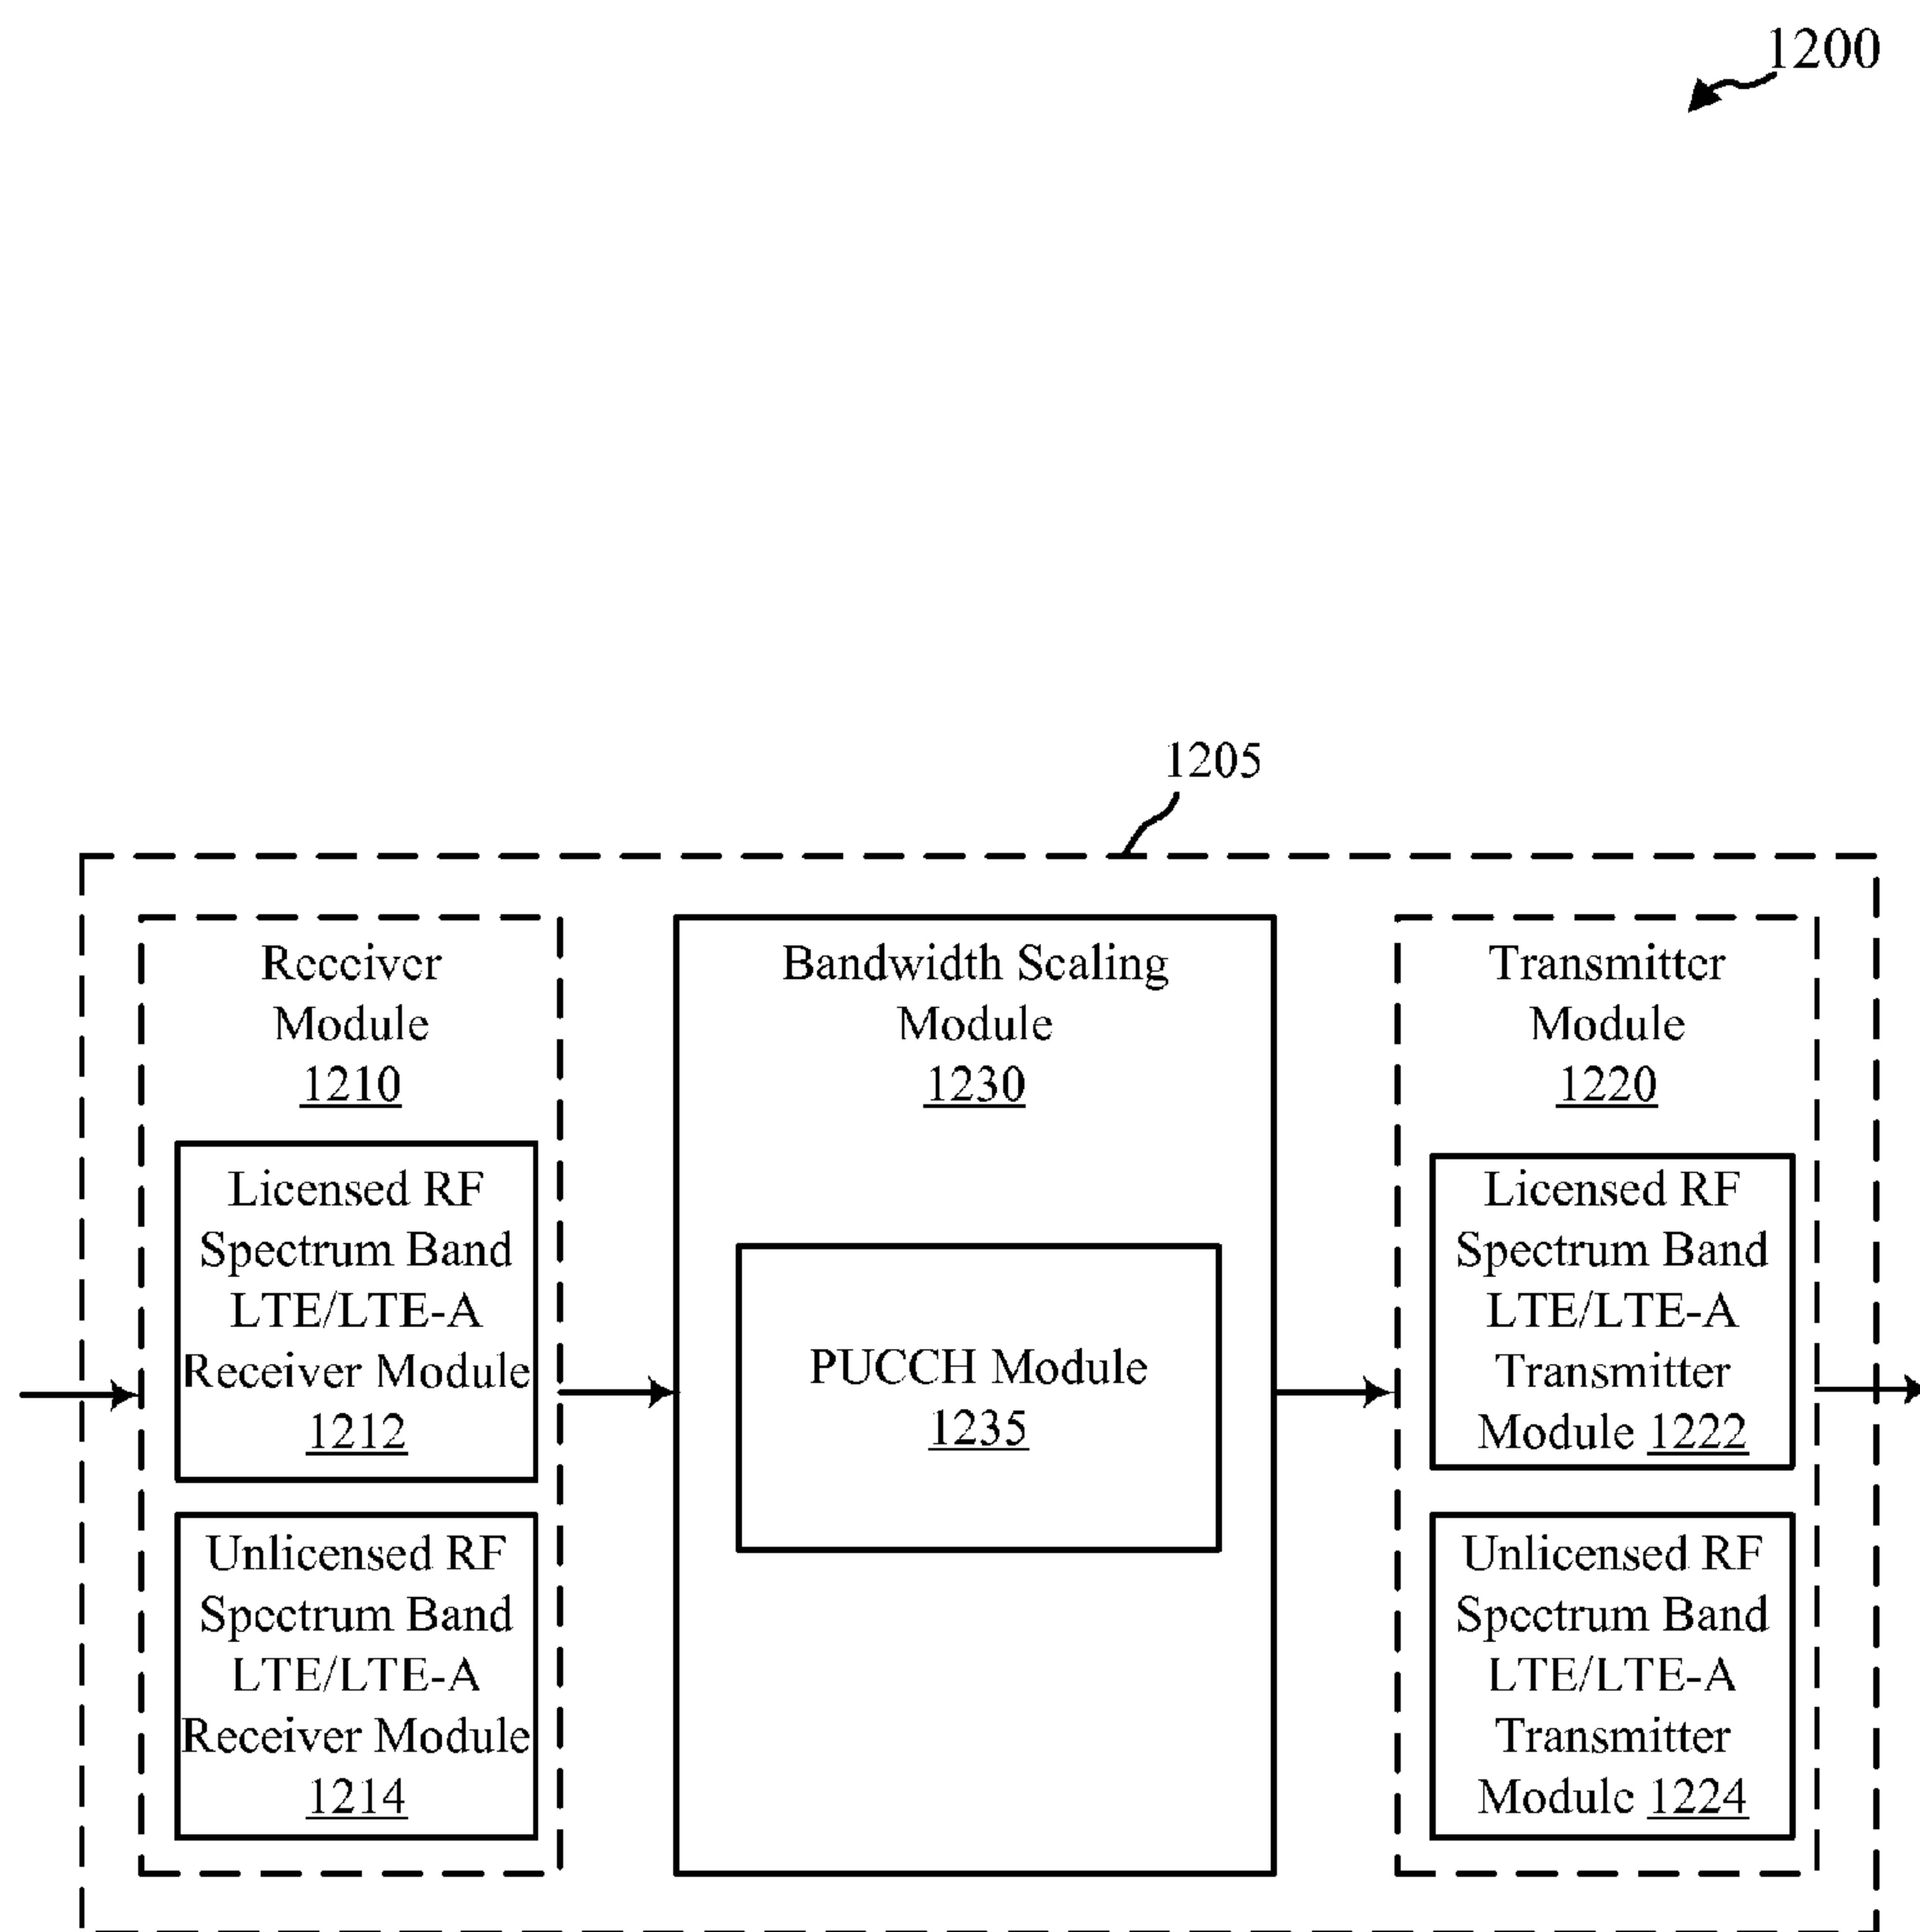 1200
1205
Receiver
Module
1210
Licensed RF
Spectrum Band
LTE/LTE-A
Receiver Module
1212
Unlicensed RF
Spectrum Band
LTE/LTE-A
Receiver Module
1214
Bandwidth Scaling
Module
1230
PUCCH Module
1235
Transmitter
Module
1220
Licensed RF
Spectrum Band
LTE/LTE-A
Transmitter
Module 1222
Unlicensed RF
Spectrum Band
LTE/LTE-A
Transmitter
Module 1224